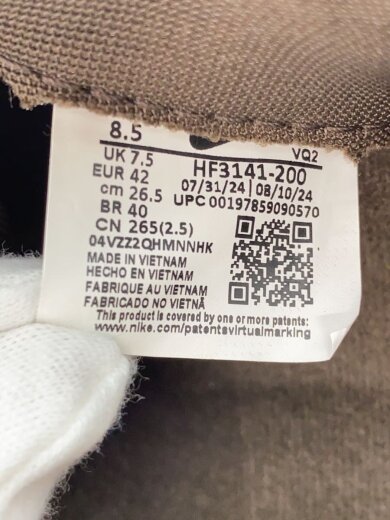 8.5
VQ2
UK 7.5
EUR 42
cm 26.5
BR 40
CN 265(2.5)
HF3141-200
07/31/24 | 08/10/24
UPC 00197859090570
04VZZ2QHMNNHK
MADE IN VIETNAM
HECHO EN VIETNAM
FABRIQUE AU VIETNAM
FABRICADO NO VIETNÃ
This product is covered by one or more patents:
www.nike.com/patents&virtualmarking